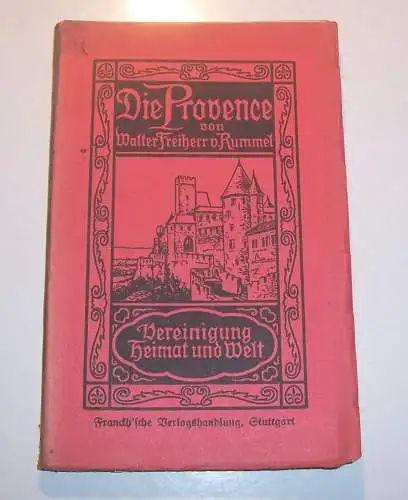 Die Provence
von
Walter Freiherr v. Rummel
Vereinigung
Heimat und Welt
Franckh'sche Verlagshandlung, Stuttgart